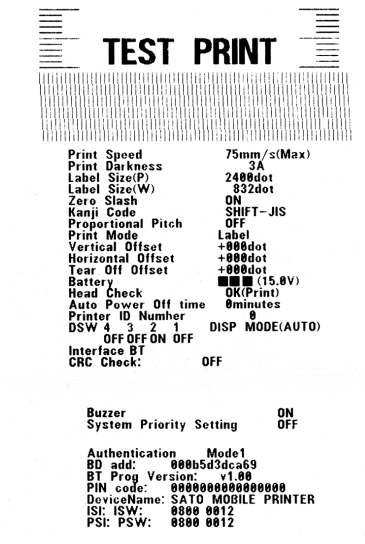 TEST PRINT
Print Speed 75mm/s(Max)
Print Darkness 3A
Label Size(P) 2400dot
Label Size(W) 832dot
Zero Slash ON
Kanji Code SHIFT-JIS
Proportional Pitch OFF
Print Mode Label
Vertical Offset +000dot
Horizontal Offset +000dot
Tear Off Offset +000dot
Battery ■■■ (15.0V)
Head Check OK(Print)
Auto Power Off time 0minutes
Printer ID Number 0
DSW 4 3 2 1 DISP MODE(AUTO)
OFF OFF ON OFF
Interface BT
CRC Check: OFF
Buzzer ON
System Priority Setting OFF
Authentication Mode1
BD add: 000b5d3dca69
BT Prog Version: v1.00
PIN code: 0000000000000000
DeviceName: SATO MOBILE PRINTER
ISI: ISW: 0800 0012
PSI: PSW: 0800 0012